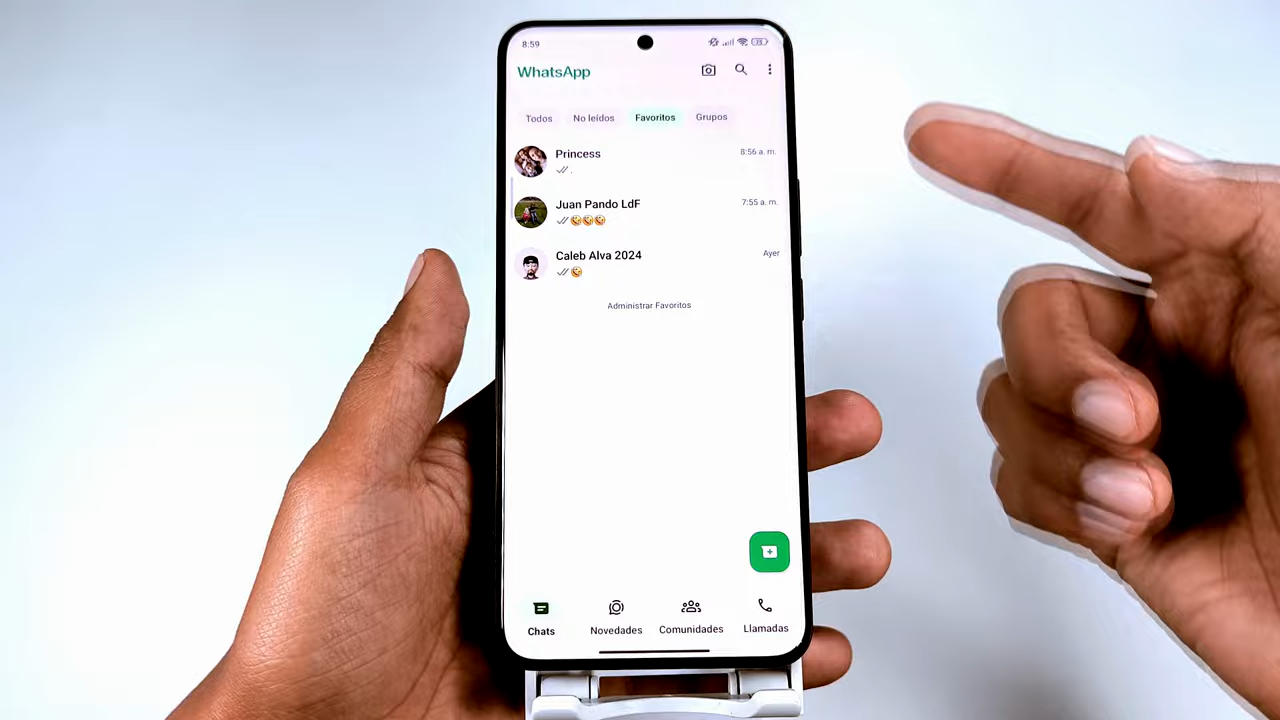 8:59
WhatsApp
Todos No leídos Favoritos Grupos
Princess 8:56 a. m.
.
Juan Pando LdF 7:55 a. m.
Caleb Alva 2024 Ayer
Administrar Favoritos
Chats Novedades Comunidades Llamadas